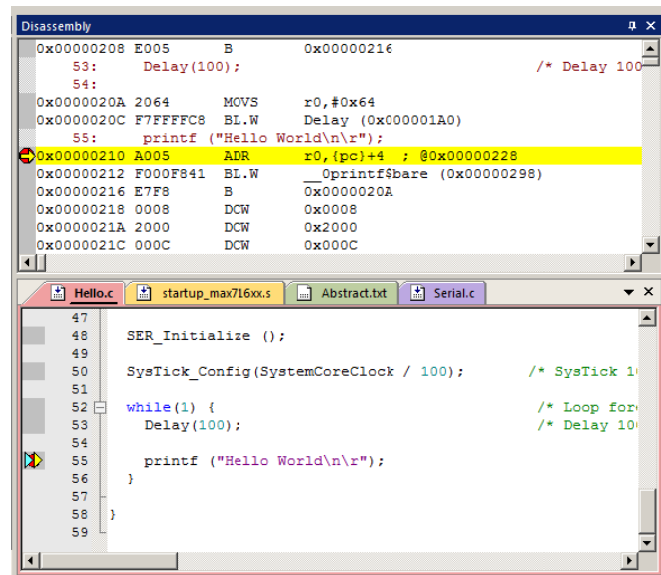 Disassembly
0x00000208 E005 B 0x00000216
53: Delay(100); /* Delay 100
54:
0x0000020A 2064 MOVS r0,#0x64
0x0000020C F7FFFFC8 BL.W Delay (0x000001A0)
55: printf ("Hello World\n\r");
0x00000210 A005 ADR r0,{pc}+4 ; @0x00000228
0x00000212 F000F841 BL.W __0printf$bare (0x00000298)
0x00000216 E7F8 B 0x0000020A
0x00000218 0008 DCW 0x0008
0x0000021A 2000 DCW 0x2000
0x0000021C 000C DCW 0x000C
Hello.c startup_max716xx.s Abstract.txt Serial.c
47
48 SER_Initialize ();
49
50 SysTick_Config(SystemCoreClock / 100); /* SysTick 1
51
52 while(1) { /* Loop for
53 Delay(100); /* Delay 10
54
55 printf ("Hello World\n\r");
56 }
57
58 }
59